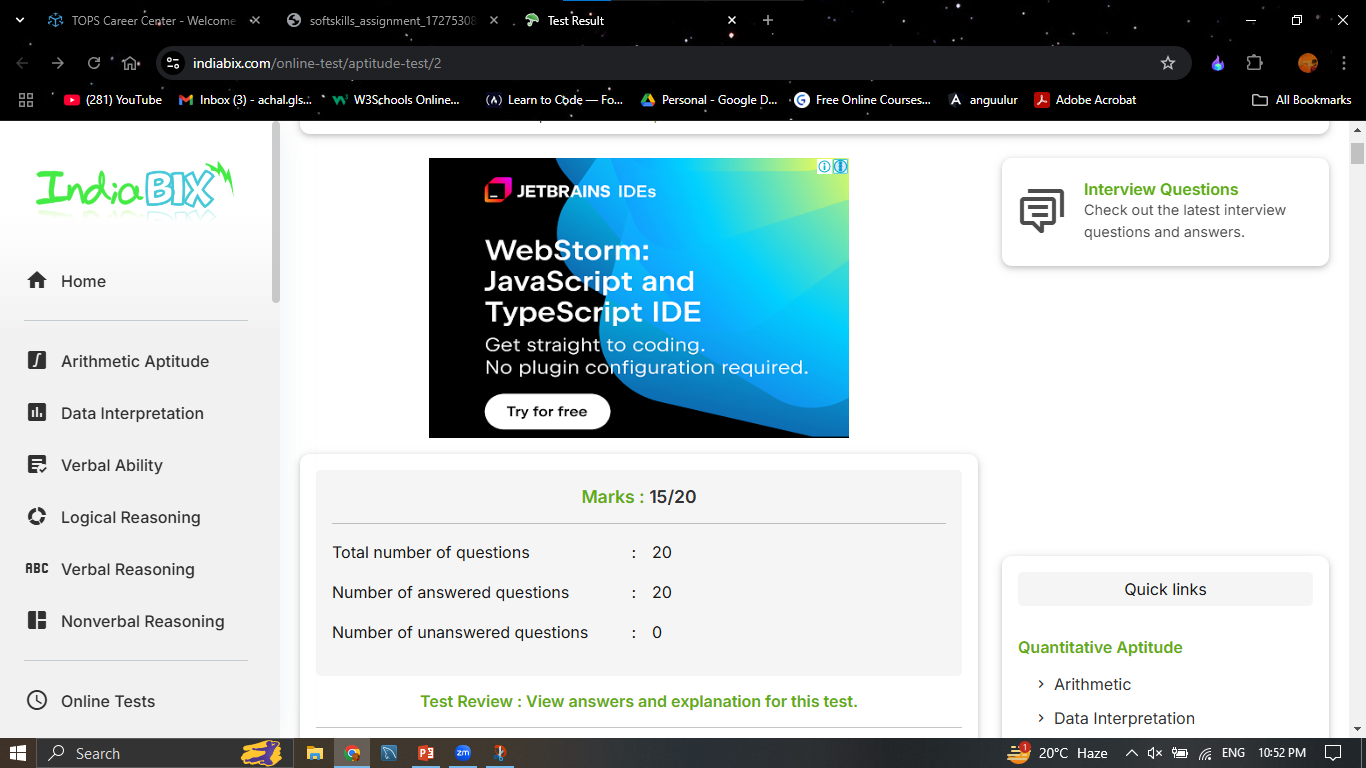 TOPS Career Center - Welcome
softskills_assignment_17275308
Test Result
indiabix.com/online-test/aptitude-test/2
(281) YouTube
Inbox (3) - achal.gls...
W3Schools Online...
Learn to Code — Fo...
Personal - Google D...
Free Online Courses...
anguulur
Adobe Acrobat
All Bookmarks
IndiaBIX
Home
Arithmetic Aptitude
Data Interpretation
Verbal Ability
Logical Reasoning
ABC Verbal Reasoning
Nonverbal Reasoning
Online Tests
JETBRAINS IDEs
WebStorm:
JavaScript and
TypeScript IDE
Get straight to coding.
No plugin configuration required.
Try for free
Marks : 15/20
Total number of questions : 20
Number of answered questions : 20
Number of unanswered questions : 0
Test Review : View answers and explanation for this test.
Interview Questions
Check out the latest interview
questions and answers.
Quick links
Quantitative Aptitude
Arithmetic
Data Interpretation
Search
zm
1
20°C Haze
ENG
10:52 PM